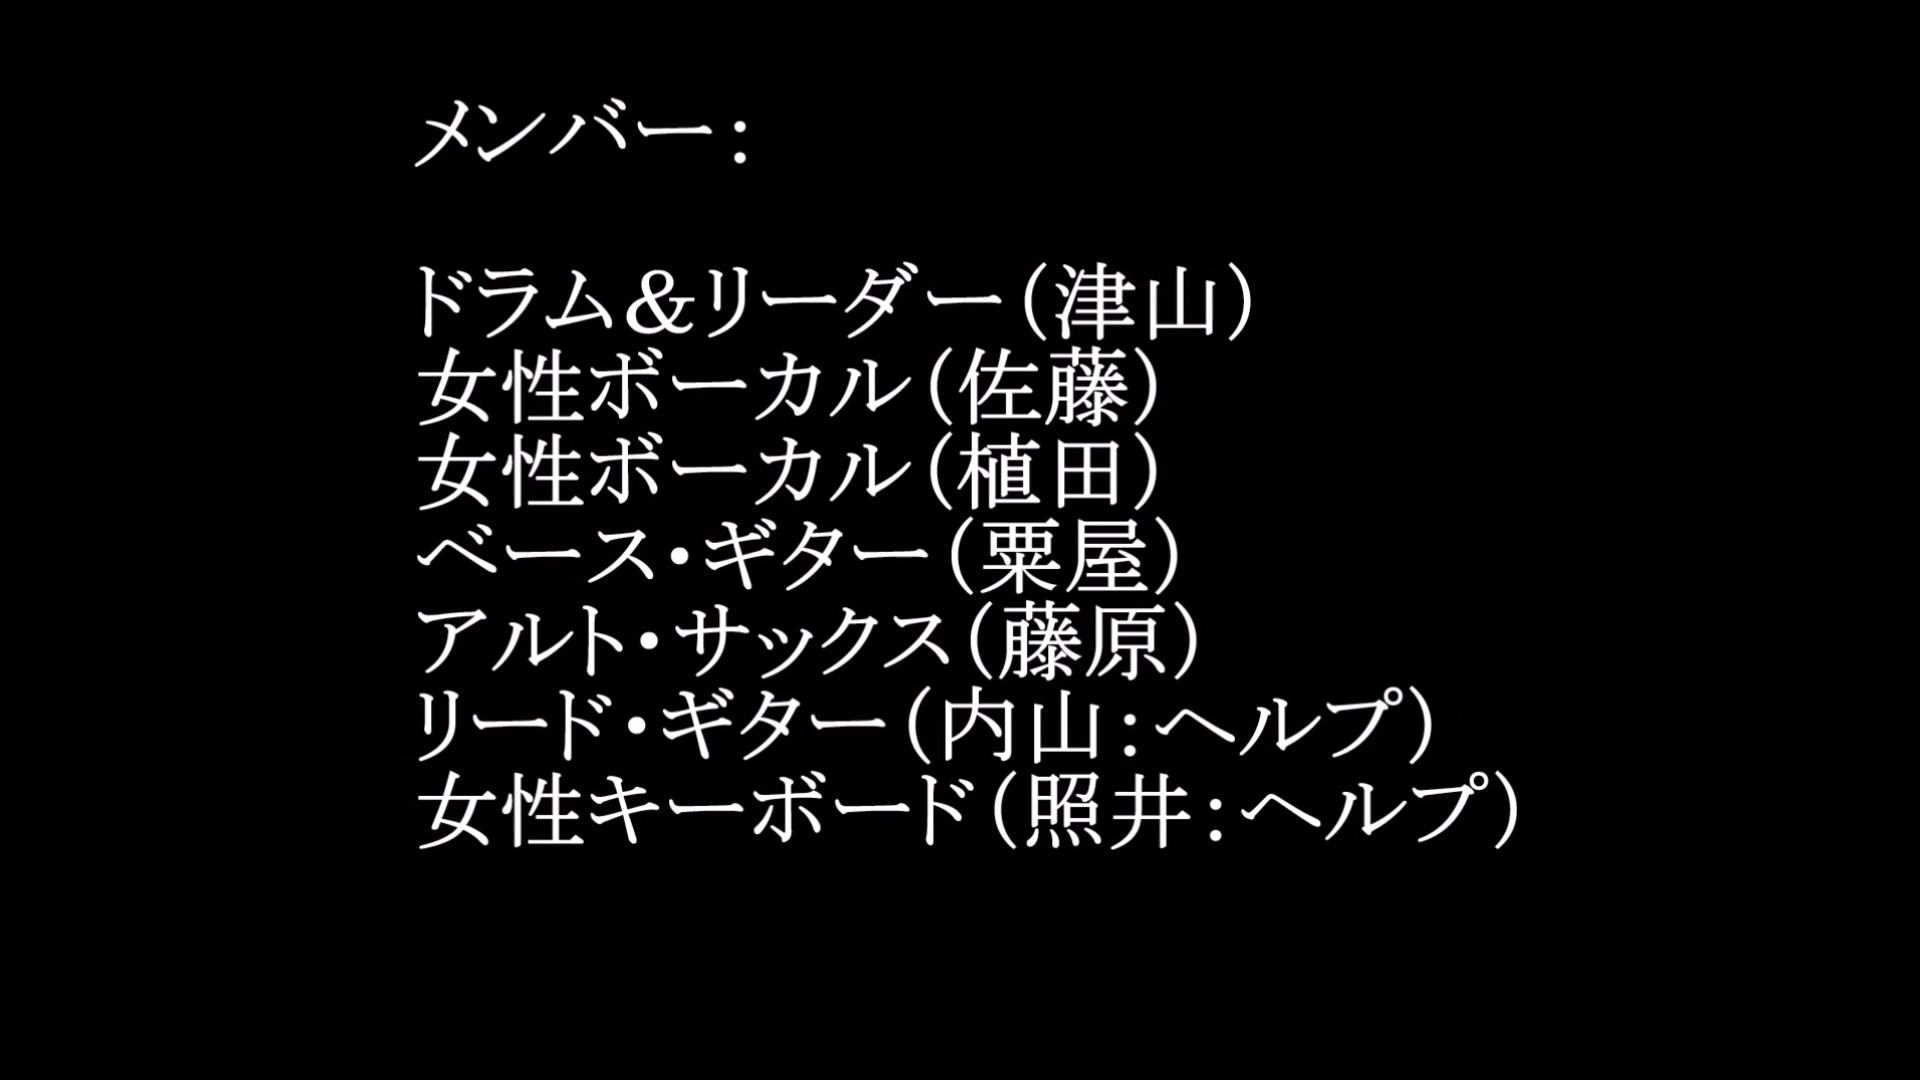 メンバー：
ドラム＆リーダー（津山）
女性ボーカル（佐藤）
女性ボーカル（植田）
ベース・ギター（粟屋）
アルト・サックス（藤原）
リード・ギター（内山：ヘルプ）
女性キーボード（照井：ヘルプ）